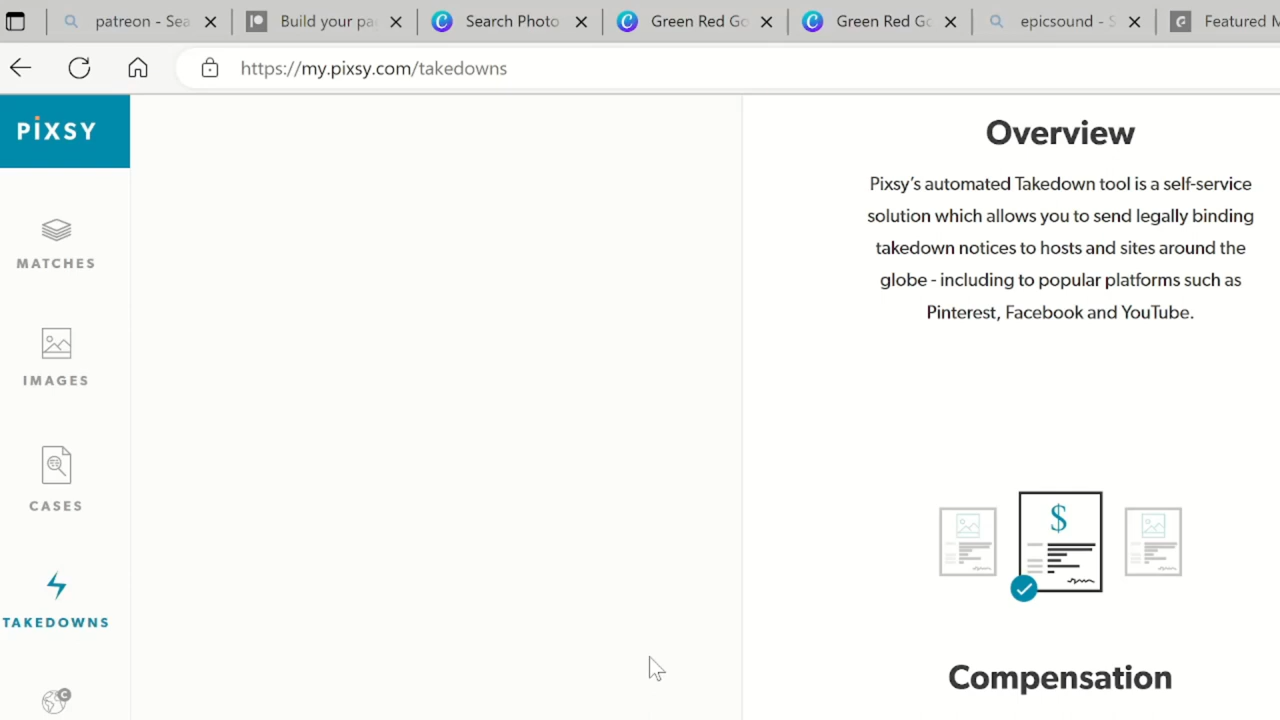 patreon - Sea
Build your pa
Search Photo
Green Red Go
Green Red Go
epicsound - S
Featured M
https://my.pixsy.com/takedowns
PIXSY
MATCHES
IMAGES
CASES
TAKEDOWNS
Overview
Pixsy's automated Takedown tool is a self-service
solution which allows you to send legally binding
takedown notices to hosts and sites around the
globe - including to popular platforms such as
Pinterest, Facebook and YouTube.
$
Compensation